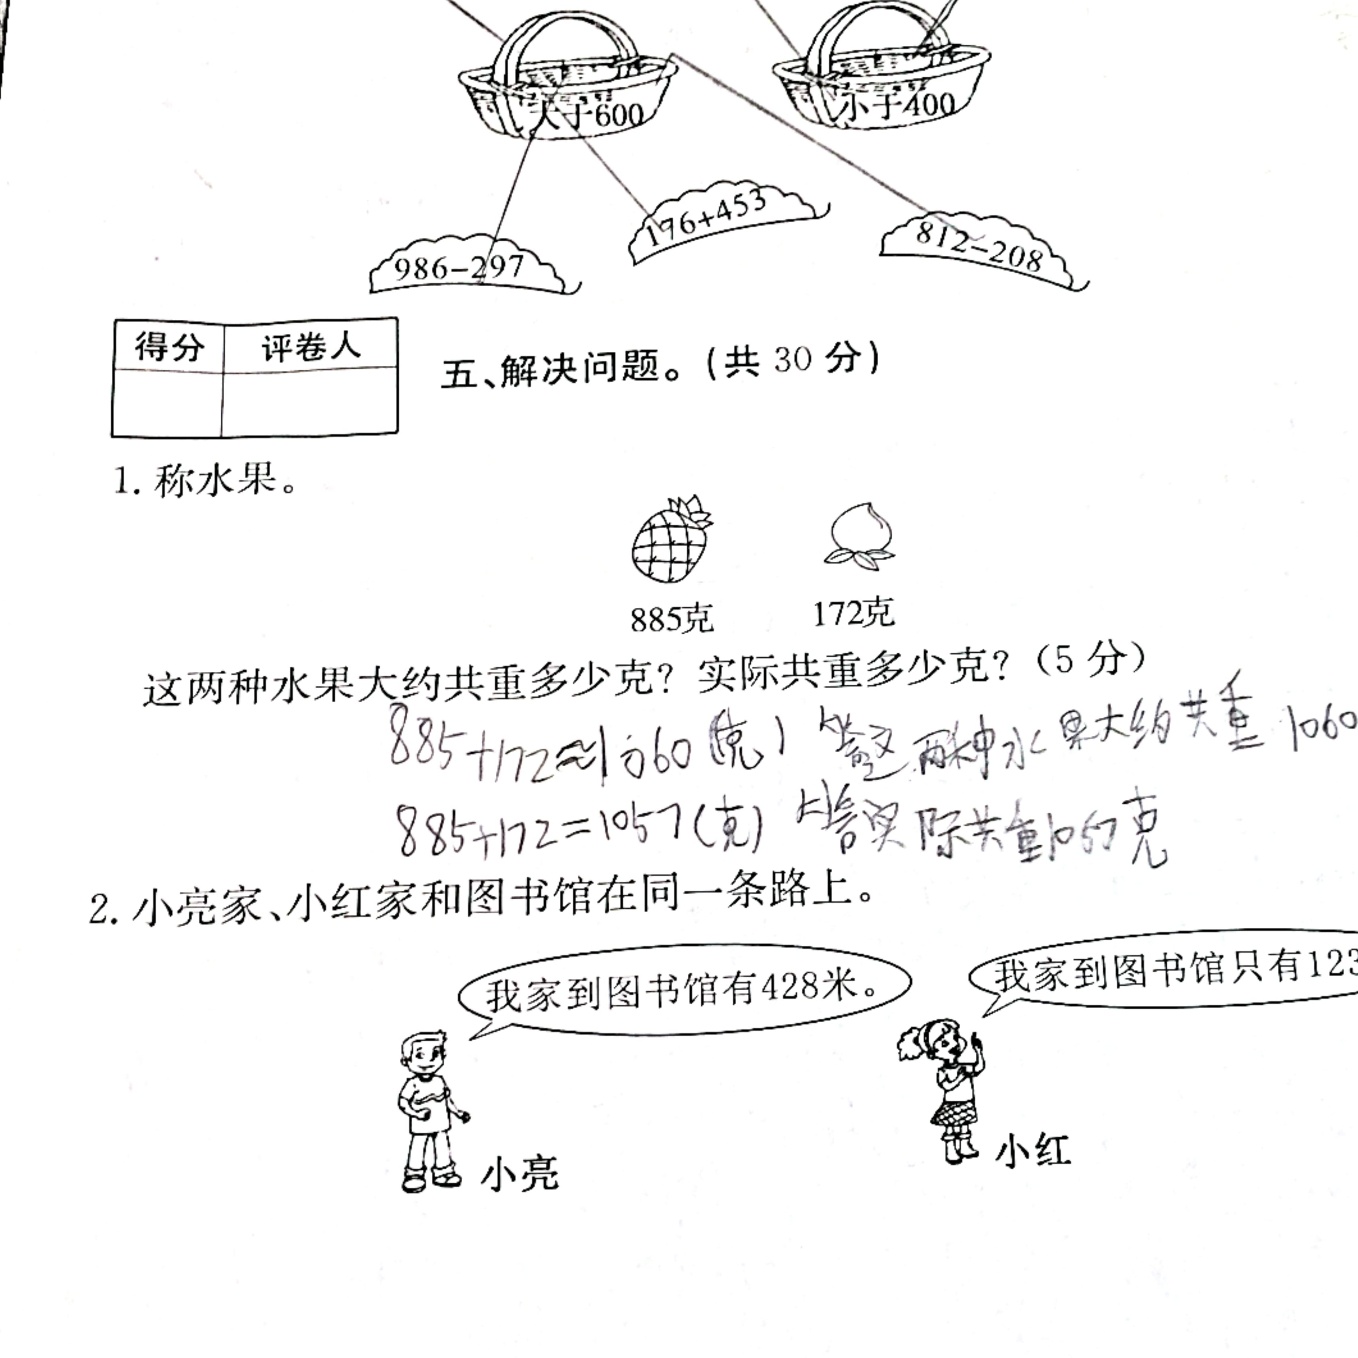 大于600
小于400
986-297
176+453
812-208
得分 评卷人
五、解决问题。(共 30 分)
1. 称水果。
885克 172克
这两种水果大约共重多少克？实际共重多少克？(5 分)
885+172≈1060(克) 答这两种水果大约共重1060
885+172=1057(克) 答实际共重1057克
2. 小亮家、小红家和图书馆在同一条路上。
我家到图书馆有428米。
我家到图书馆只有123
小亮
小红